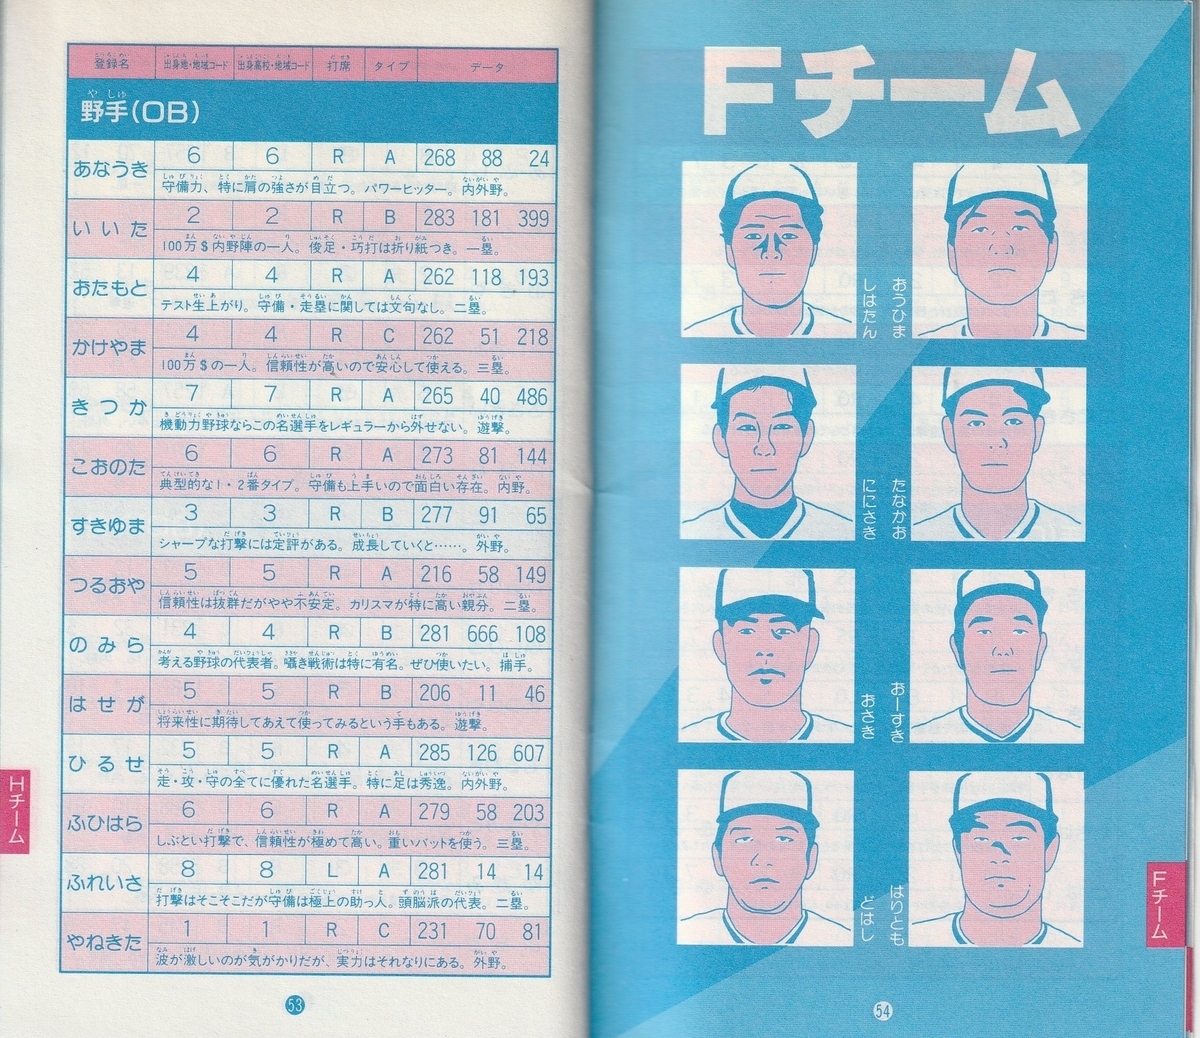 登録名 出身地・地域コード 出身高校・地域コード 打席 タイプ データ
野手(OB)
あなうき 6 6 R A 268 88 24
守備力、特に肩の強さが目立つ。パワーヒッター。内外野。
いいた 2 2 R B 283 181 399
100万$内野陣の一人。俊足・巧打は折り紙つき。一塁。
おたもと 4 4 R A 262 118 193
テスト生上がり。守備・走塁に関しては文句なし。二塁。
かけやま 4 4 R C 262 51 218
100万$の一人。信頼性が高いので安心して使える。三塁。
きつか 7 7 R A 265 40 486
機動力野球ならこの名選手をレギュラーから外せない。遊撃。
こおのた 6 6 R A 273 81 144
典型的な1・2番タイプ。守備も上手いので面白い存在。内野。
すきゆま 3 3 R B 277 91 65
シャープな打撃には定評がある。成長していくと……。外野。
つるおや 5 5 R A 216 58 149
信頼性は抜群だがやや不安定。カリスマが特に高い親分。二塁。
のみら 4 4 R B 281 666 108
考える野球の代表者。囁き戦術は特に有名。ぜひ使いたい。捕手。
はせが 5 5 R B 206 11 46
将来性に期待してあえて使ってみるという手もある。遊撃。
ひるせ 5 5 R A 285 126 607
走・攻・守の全てに優れた名選手。特に足は秀逸。内外野。
ふひはら 6 6 R A 279 58 203
しぶとい打撃で、信頼性が極めて高い。重いバットを使う。三塁。
ふれいさ 8 8 L A 281 14 14
打撃はそこそこだが守備は極上の助っ人。頭脳派の代表。二塁。
やねきた 1 1 R C 231 70 81
波が激しいのが気がかりだが、実力はそれなりにある。外野。
Hチーム
53
Fチーム
おうひま
しはたん
たなかお
ににさき
おーすき
おさき
はりとも
どはし
Fチーム
54